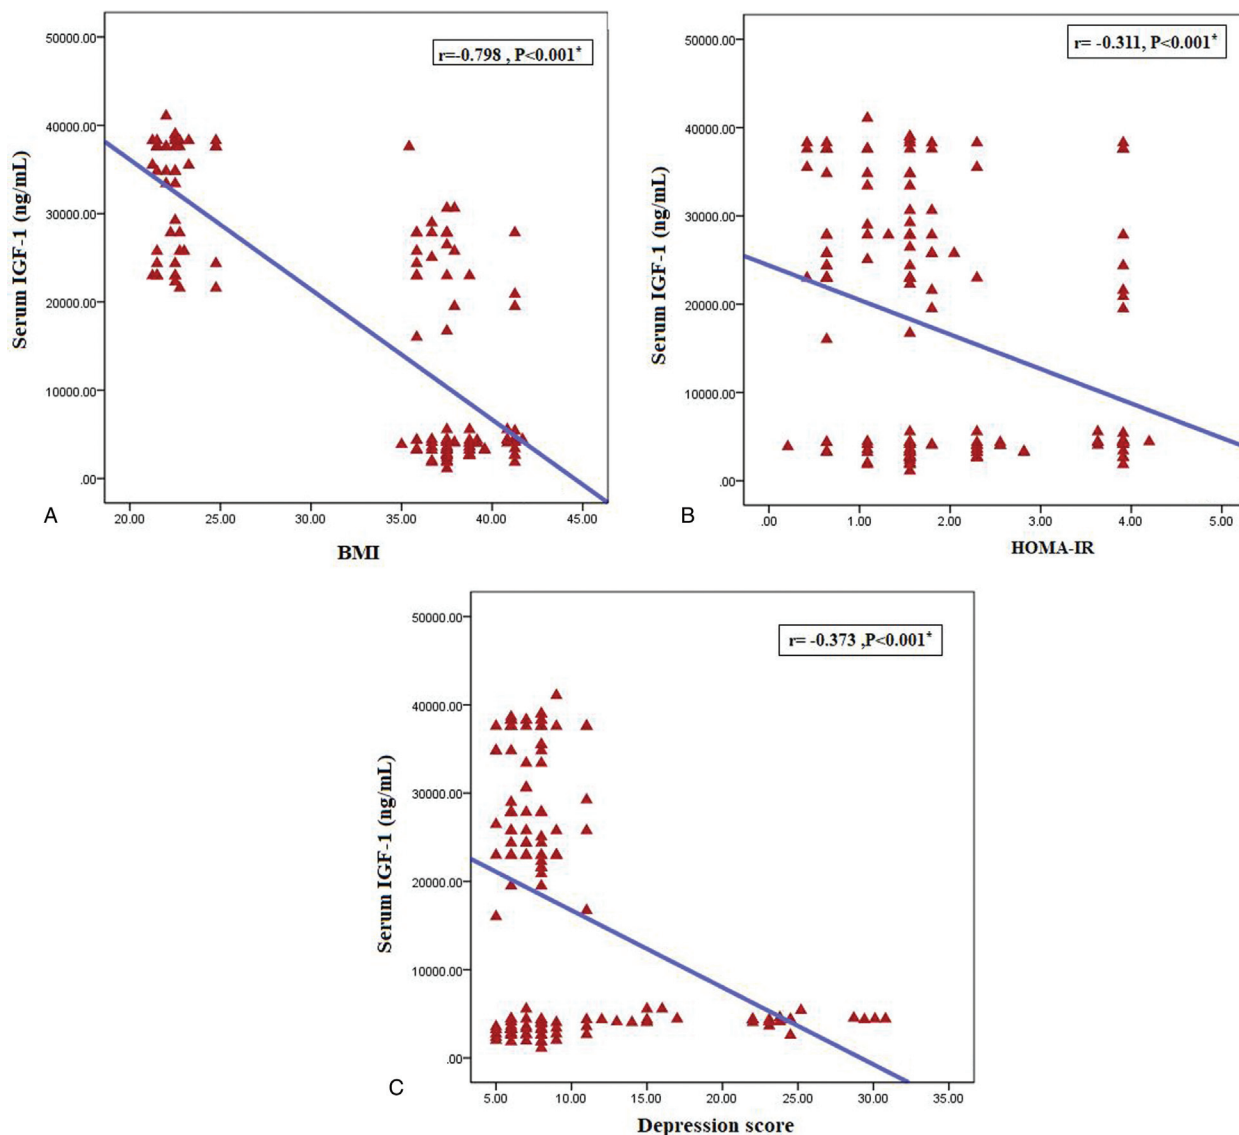 50000.00
40000.00
30000.00
20000.00
10000.00
.00
Serum IGF-1 (ng/mL)
r=-0.798 , P<0.001*
20.00 25.00 30.00 35.00 40.00 45.00
A
BMI
50000.00
40000.00
30000.00
20000.00
10000.00
.00
Serum IGF-1 (ng/mL)
r= -0.311, P<0.001*
.00 1.00 2.00 3.00 4.00 5.00
B
HOMA-IR
50000.00
40000.00
30000.00
20000.00
10000.00
.00
Serum IGF-1 (ng/mL)
r= -0.373 ,P<0.001*
5.00 10.00 15.00 20.00 25.00 30.00 35.00
C
Depression score